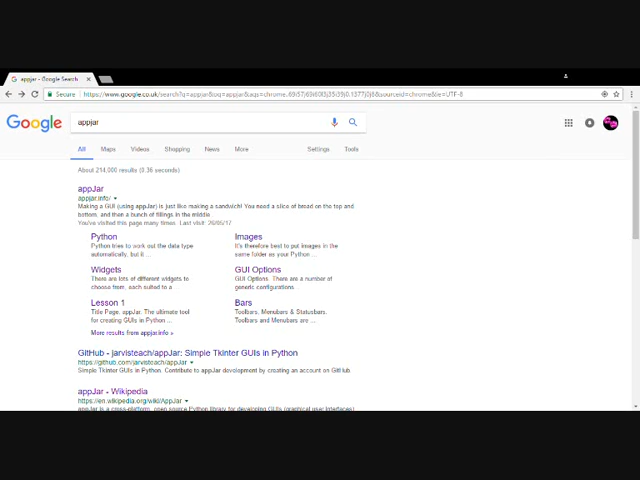 appjar - Google Search
Secure https://www.google.co.uk/search?q=appjar&oq=appjar&aqs=chrome..69i57j69i60l3j35i39j0.1377j0j8&sourceid=chrome&ie=UTF-8
Google appjar
All Maps Videos Shopping News More Settings Tools
About 214,000 results (0.36 seconds)
appJar
appjar.info/
Making a GUI (using appJar) is just like making a sandwich! You need a slice of bread on the top and
bottom, and then a bunch of fillings in the middle.
You've visited this page many times. Last visit: 26/05/17
Python Images
Python tries to work out the data type It's therefore best to put images in the
automatically, but it ... same folder as your Python ...
Widgets GUI Options
There are lots of different widgets to GUI Options. There are a number of
choose from, each suited to a ... generic configurations ...
Lesson 1 Bars
Title Page. appJar. The ultimate tool Toolbars, Menubars & Statusbars.
for creating GUIs in Python ... Toolbars and Menubars are ...
More results from appjar.info »
GitHub - jarvisteach/appJar: Simple Tkinter GUIs in Python
https://github.com/jarvisteach/appJar
Simple Tkinter GUIs in Python. Contribute to appJar development by creating an account on GitHub
appJar - Wikipedia
https://en.wikipedia.org/wiki/AppJar
appJar is a cross-platform, open source Python library for developing GUIs (graphical user interfaces)